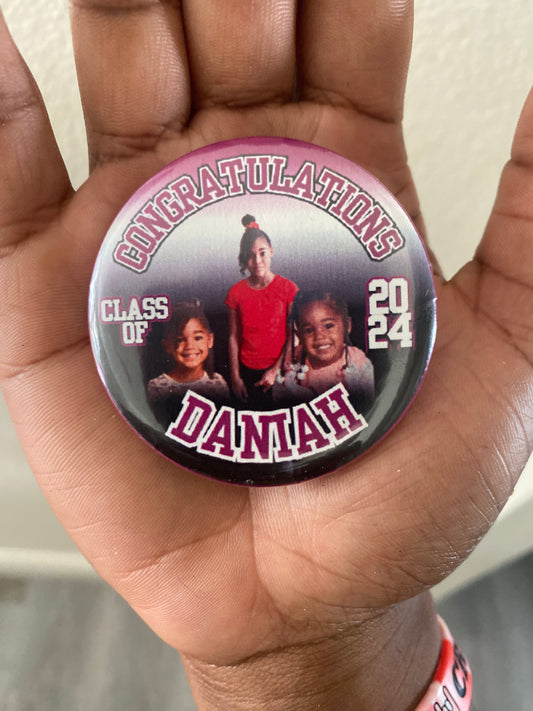 CONGRATULATIONS
CLASS
OF
20
24
DANIAH